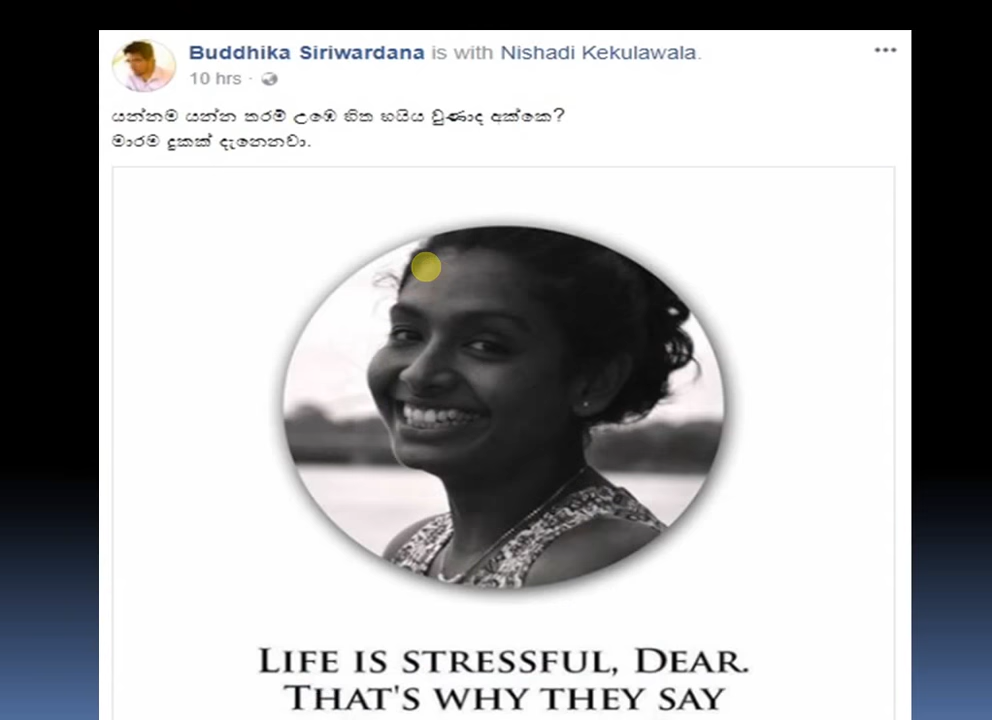 Buddhika Siriwardana is with Nishadi Kekulawala.
10 hrs ·
යන්නම යන්න තරම් උඹෙ හිත හයිය වුණාද අක්කෙ?
මාරම දුකක් දැනෙනවා.
LIFE IS STRESSFUL, DEAR.
THAT'S WHY THEY SAY